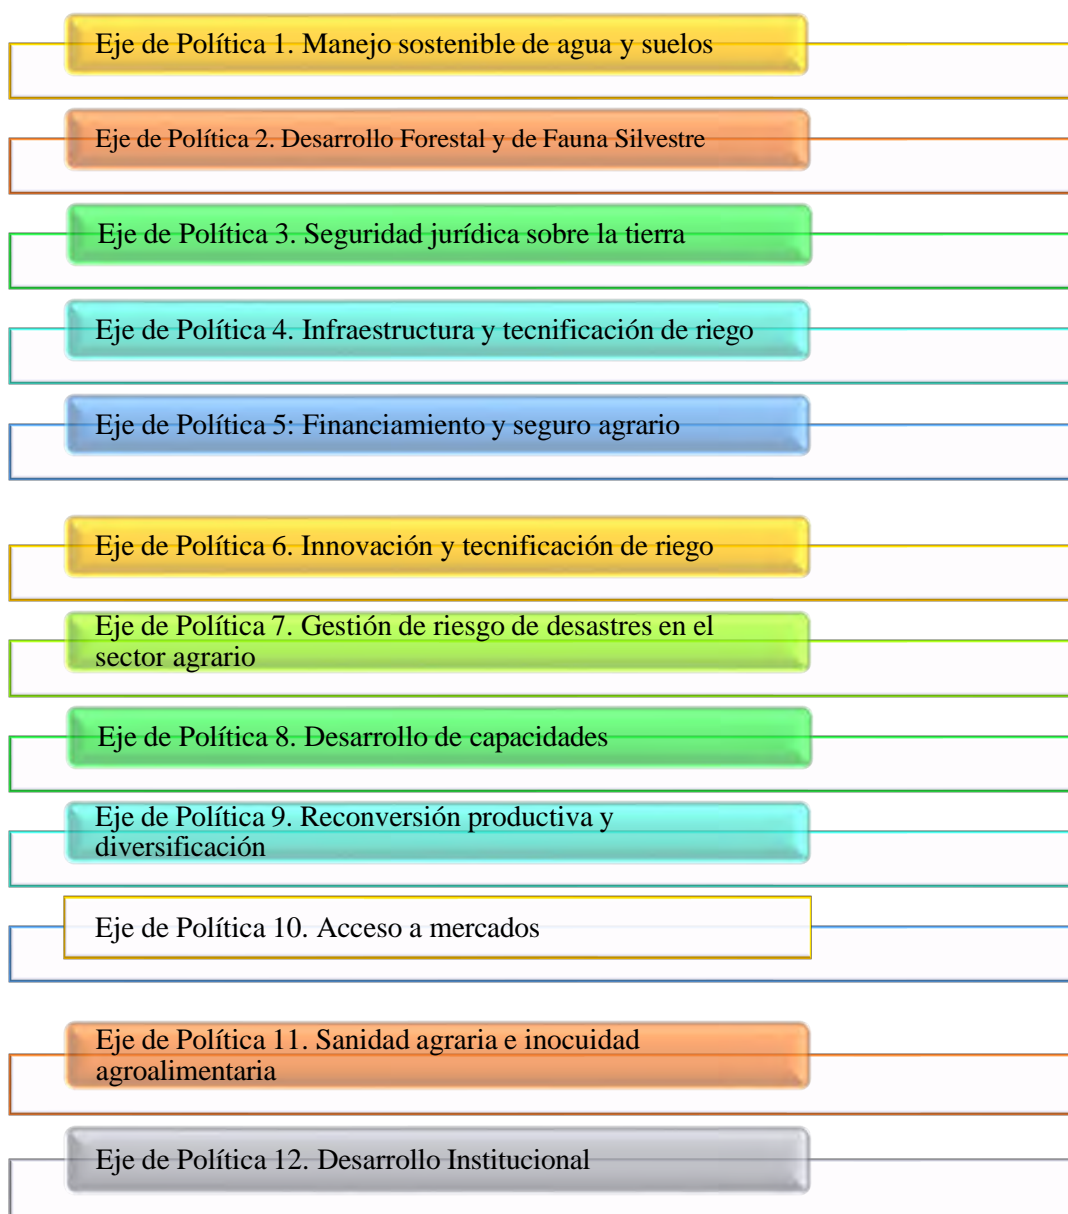 Eje de Política 1. Manejo sostenible de agua y suelos
Eje de Política 2. Desarrollo Forestal y de Fauna Silvestre
Eje de Política 3. Seguridad jurídica sobre la tierra
Eje de Política 4. Infraestructura y tecnificación de riego
Eje de Política 5: Financiamiento y seguro agrario
Eje de Política 6. Innovación y tecnificación de riego
Eje de Política 7. Gestión de riesgo de desastres en el
sector agrario
Eje de Política 8. Desarrollo de capacidades
Eje de Política 9. Reconversión productiva y
diversificación
Eje de Política 10. Acceso a mercados
Eje de Política 11. Sanidad agraria e inocuidad
agroalimentaria
Eje de Política 12. Desarrollo Institucional